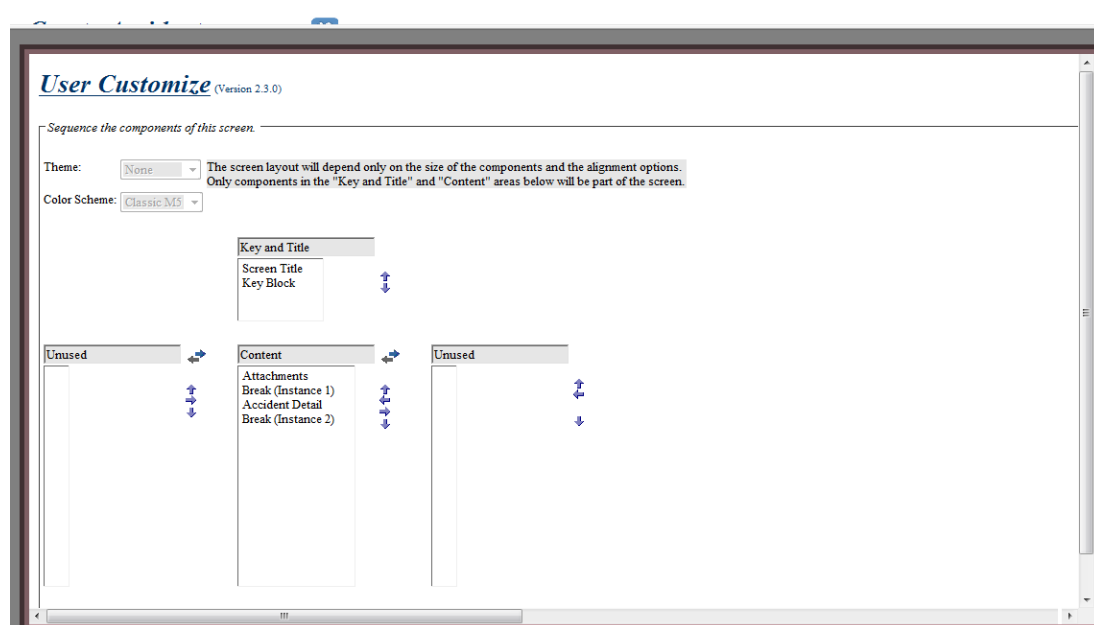 User Customize (Version 2.3.0)
Sequence the components of this screen.
Theme:
None
The screen layout will depend only on the size of the components and the alignment options.
Only components in the "Key and Title" and "Content" areas below will be part of the screen.
Color Scheme:
Classic M5
Key and Title
Screen Title
Key Block
Unused
Content
Unused
Attachments
Break (Instance 1)
Accident Detail
Break (Instance 2)